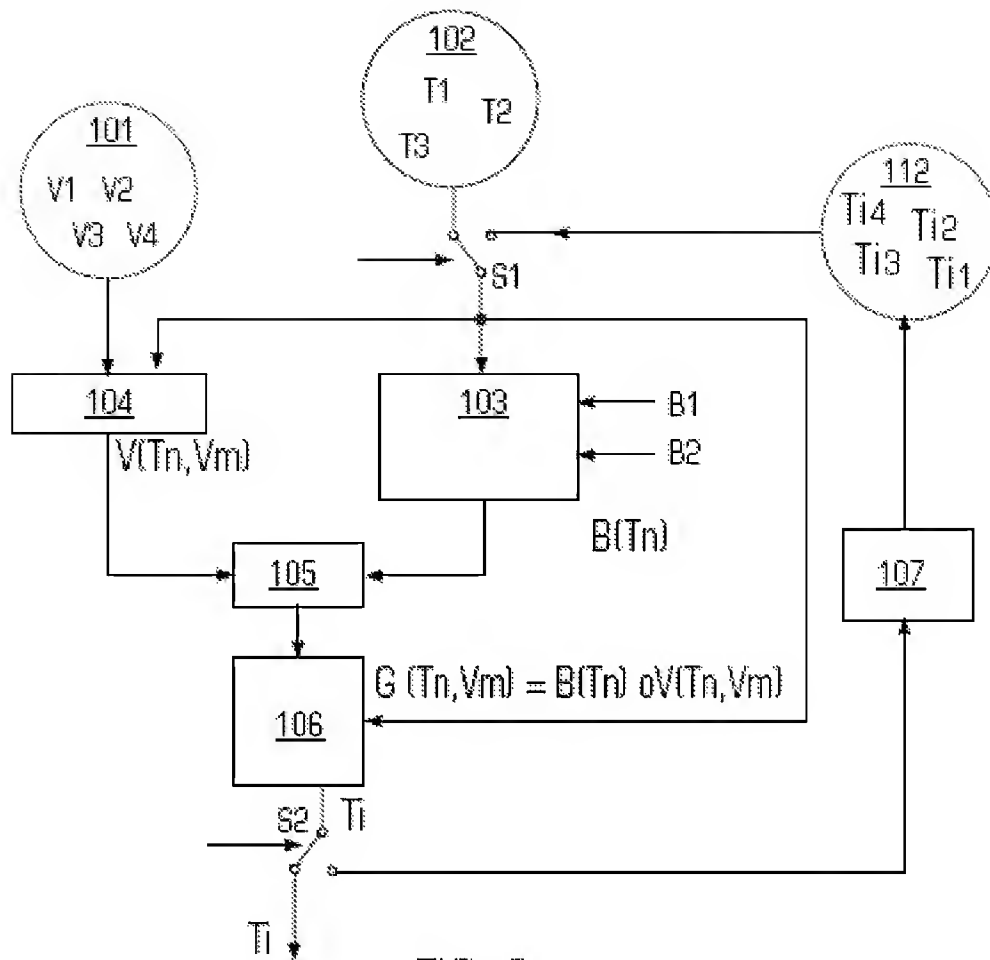 102
T1
T2
T3
101
V1 V2
V3 V4
112
Ti4
Ti2
Ti3
Ti1
S1
104
103
B1
B2
V(Tn,Vm)
B(Tn)
105
107
G (Tn,Vm) = B(Tn) oV(Tn,Vm)
106
S2
Ti
Ti